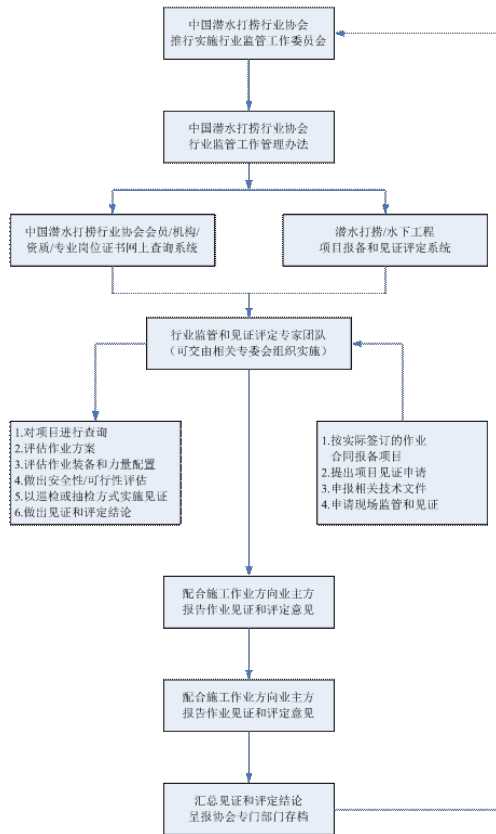 中国潜水打捞行业协会
推行实施行业监管工作委员会
中国潜水打捞行业协会
行业监管工作管理办法
中国潜水打捞行业协会会员/机构/
资质/专业岗位证书网上查询系统
潜水打捞/水下工程
项目报备和见证评定系统
行业监管和见证评定专家团队
（可交由相关专委会组织实施）
1.对项目进行查询
2.评估作业方案
3.评估作业装备和力量配置
4.做出安全性/可行性评估
5.以巡检或抽检方式实施见证
6.做出见证和评定结论
1.按实际签订的作业
合同报备项目
2.提出项目见证申请
3.申报相关技术文件
4.申请现场监管和见证
配合施工作业方向业主方
报告作业见证和评定意见
配合施工作业方向业主方
报告作业见证和评定意见
汇总见证和评定结论
呈报协会专门部门存档